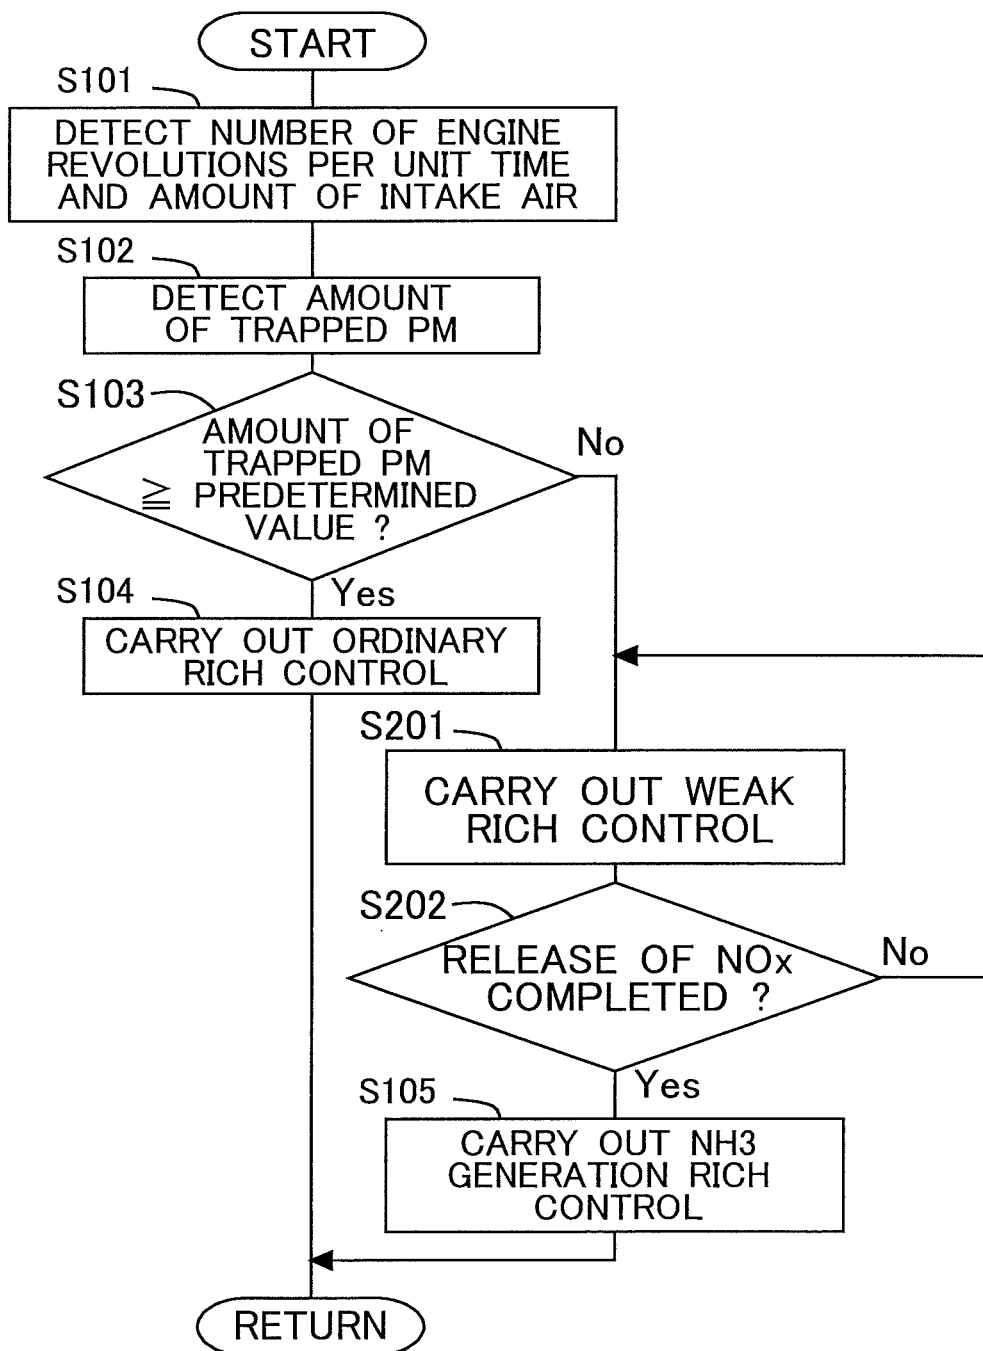 START
S101
DETECT NUMBER OF ENGINE
REVOLUTIONS PER UNIT TIME
AND AMOUNT OF INTAKE AIR
S102
DETECT AMOUNT
OF TRAPPED PM
S103
AMOUNT OF
TRAPPED PM
≧ PREDETERMINED
VALUE ?
No
Yes
S104
CARRY OUT ORDINARY
RICH CONTROL
S201
CARRY OUT WEAK
RICH CONTROL
S202
RELEASE OF NOx
COMPLETED ?
No
Yes
S105
CARRY OUT NH3
GENERATION RICH
CONTROL
RETURN